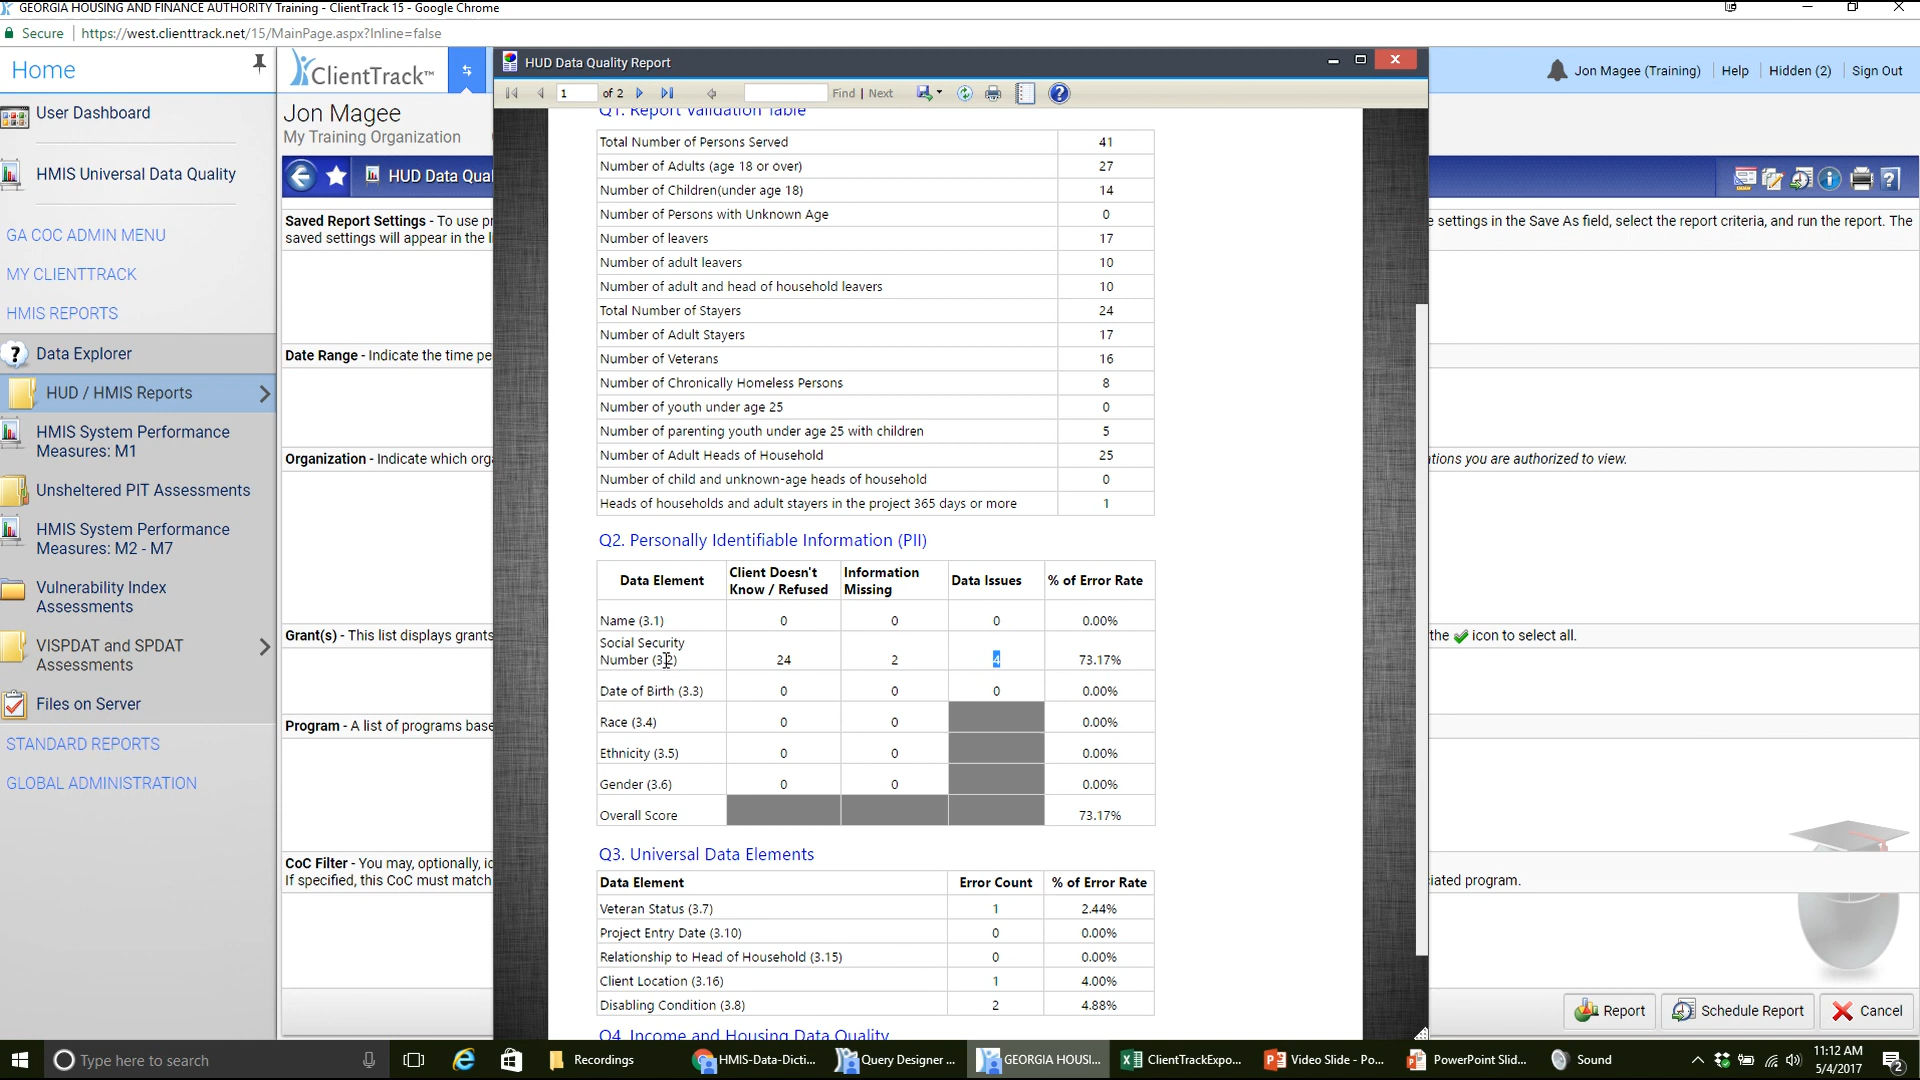 GEORGIA HOUSING AND FINANCE AUTHORITY Training - ClientTrack 15 - Google Chrome
Secure | https://west.clienttrack.net/15/MainPage.aspx?Inline=false
Home
User Dashboard
HMIS Universal Data Quality
GA COC ADMIN MENU
MY CLIENTTRACK
HMIS REPORTS
Data Explorer
HUD / HMIS Reports
HMIS System Performance
Measures: M1
Unsheltered PIT Assessments
HMIS System Performance
Measures: M2 - M7
Vulnerability Index
Assessments
VISPDAT and SPDAT
Assessments
Files on Server
STANDARD REPORTS
GLOBAL ADMINISTRATION
ClientTrack™
Jon Magee
My Training Organization
HUD Data Qual
Saved Report Settings - To use pr
saved settings will appear in the l
Date Range - Indicate the time pe
Organization - Indicate which orga
Grant(s) - This list displays grants
Program - A list of programs base
CoC Filter - You may, optionally, id
If specified, this CoC must match
HUD Data Quality Report
1 of 2 Find | Next
Q1. Report Validation Table
Total Number of Persons Served 41
Number of Adults (age 18 or over) 27
Number of Children(under age 18) 14
Number of Persons with Unknown Age 0
Number of leavers 17
Number of adult leavers 10
Number of adult and head of household leavers 10
Total Number of Stayers 24
Number of Adult Stayers 17
Number of Veterans 16
Number of Chronically Homeless Persons 8
Number of youth under age 25 0
Number of parenting youth under age 25 with children 5
Number of Adult Heads of Household 25
Number of child and unknown-age heads of household 0
Heads of households and adult stayers in the project 365 days or more 1
Q2. Personally Identifiable Information (PII)
Data Element Client Doesn't Know / Refused Information Missing Data Issues % of Error Rate
Name (3.1) 0 0 0 0.00%
Social Security
Number (3.2) 24 2 4 73.17%
Date of Birth (3.3) 0 0 0 0.00%
Race (3.4) 0 0 0.00%
Ethnicity (3.5) 0 0 0.00%
Gender (3.6) 0 0 0.00%
Overall Score 73.17%
Q3. Universal Data Elements
Data Element Error Count % of Error Rate
Veteran Status (3.7) 1 2.44%
Project Entry Date (3.10) 0 0.00%
Relationship to Head of Household (3.15) 0 0.00%
Client Location (3.16) 1 4.00%
Disabling Condition (3.8) 2 4.88%
Q4. Income and Housing Data Quality
Jon Magee (Training) | Help | Hidden (2) | Sign Out
e settings in the Save As field, select the report criteria, and run the report. The
tions you are authorized to view.
the icon to select all.
iated program.
Report Schedule Report Cancel
Type here to search
Recordings
HMIS-Data-Dicti...
Query Designer ...
GEORGIA HOUSI...
ClientTrackExpo...
Video Slide - Po...
PowerPoint Slid...
Sound
11:12 AM
5/4/2017
2